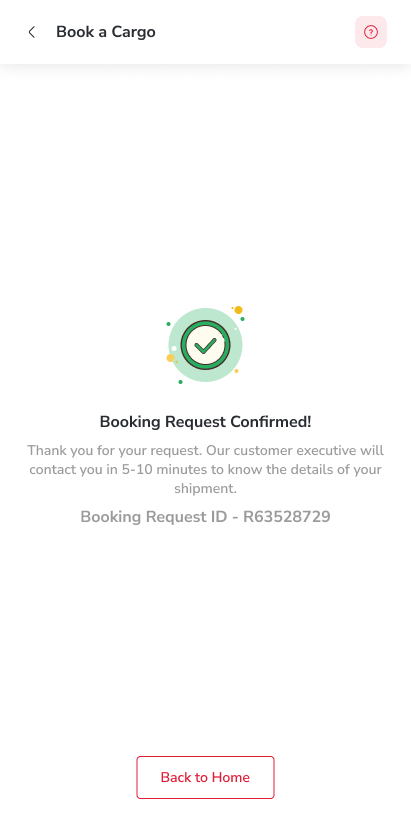 Book a Cargo
Booking Request Confirmed!
Thank you for your request. Our customer executive will
contact you in 5-10 minutes to know the details of your
shipment.
Booking Request ID - R63528729
Back to Home